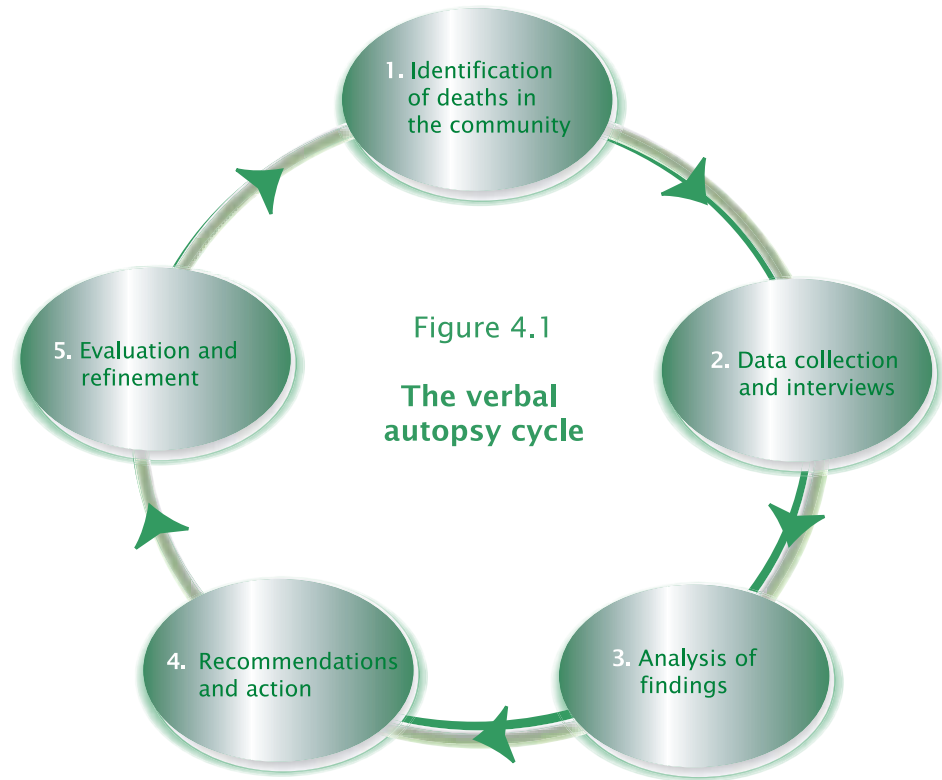 1. Identification
of deaths in
the community
2. Data collection
and interviews
3. Analysis of
findings
4. Recommendations
and action
5. Evaluation and
refinement
Figure 4.1
The verbal
autopsy cycle